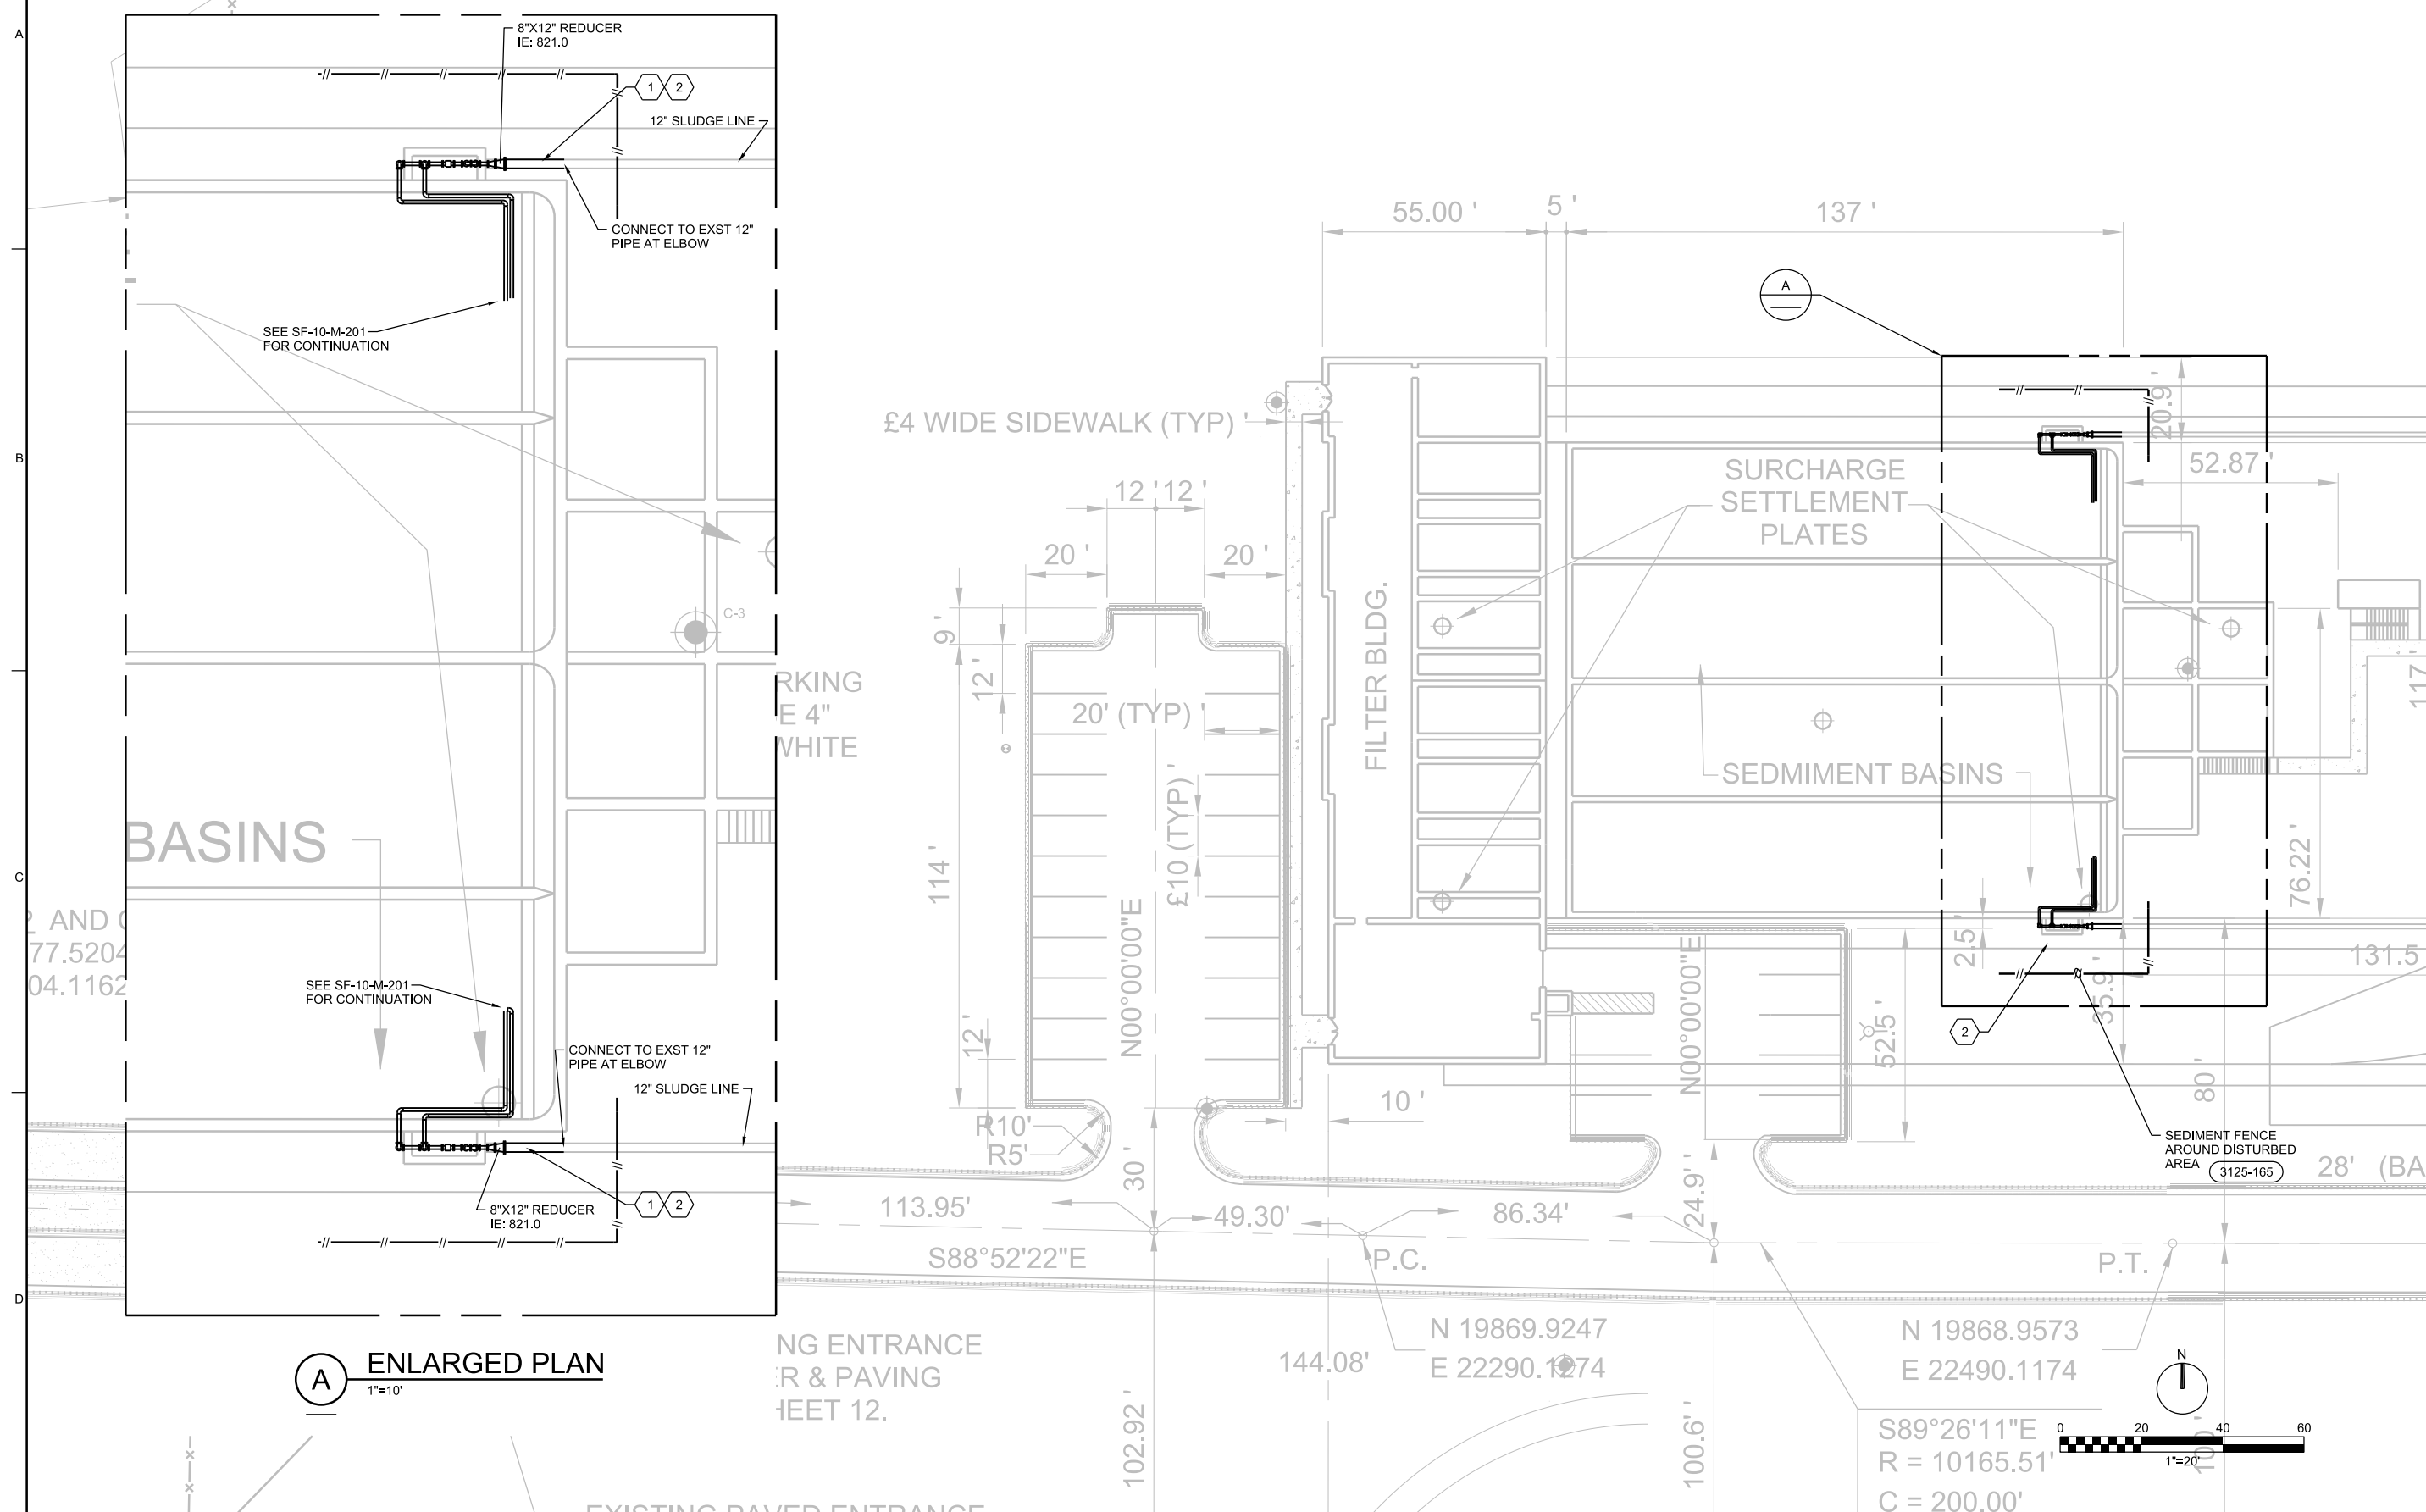 A
B
C
D
8"X12" REDUCER
IE: 821.0
1
2
12" SLUDGE LINE
CONNECT TO EXST 12"
PIPE AT ELBOW
SEE SF-10-M-201
FOR CONTINUATION
C-3
RKING
E 4"
WHITE
BASINS
AND
77.5204
04.1162
SEE SF-10-M-201
FOR CONTINUATION
CONNECT TO EXST 12"
PIPE AT ELBOW
12" SLUDGE LINE
8"X12" REDUCER
IE: 821.0
1
2
A
ENLARGED PLAN
1"=10'
NG ENTRANCE
ER & PAVING
HEET 12.
EXISTING PAVED ENTRANCE
55.00 '
5 '
137 '
A
£4 WIDE SIDEWALK (TYP) '
20.9 '
52.87 '
SURCHARGE
SETTLEMENT
PLATES
12 '
12 '
20 '
20 '
9 '
12 '
20' (TYP) '
FILTER BLDG.
117 '
SEDMIMENT BASINS
£10 (TYP) '
114 '
76.22 '
N00°00'00"E
N00°00'00"E
2.5'
35.9 '
131.5
12 '
52.5'
2
80 '
10 '
R10'
R5'
30 '
SEDIMENT FENCE
AROUND DISTURBED
AREA
3125-165
28' (BA
113.95'
49.30'
86.34'
24.9' '
S88°52'22"E
P.C.
P.T.
N 19869.9247
E 22290.1274
144.08'
N 19868.9573
E 22490.1174
N
102.92 '
100.6' '
S89°26'11"E
R = 10165.51'
C = 200.00'
0
20
40
60
1"=20'